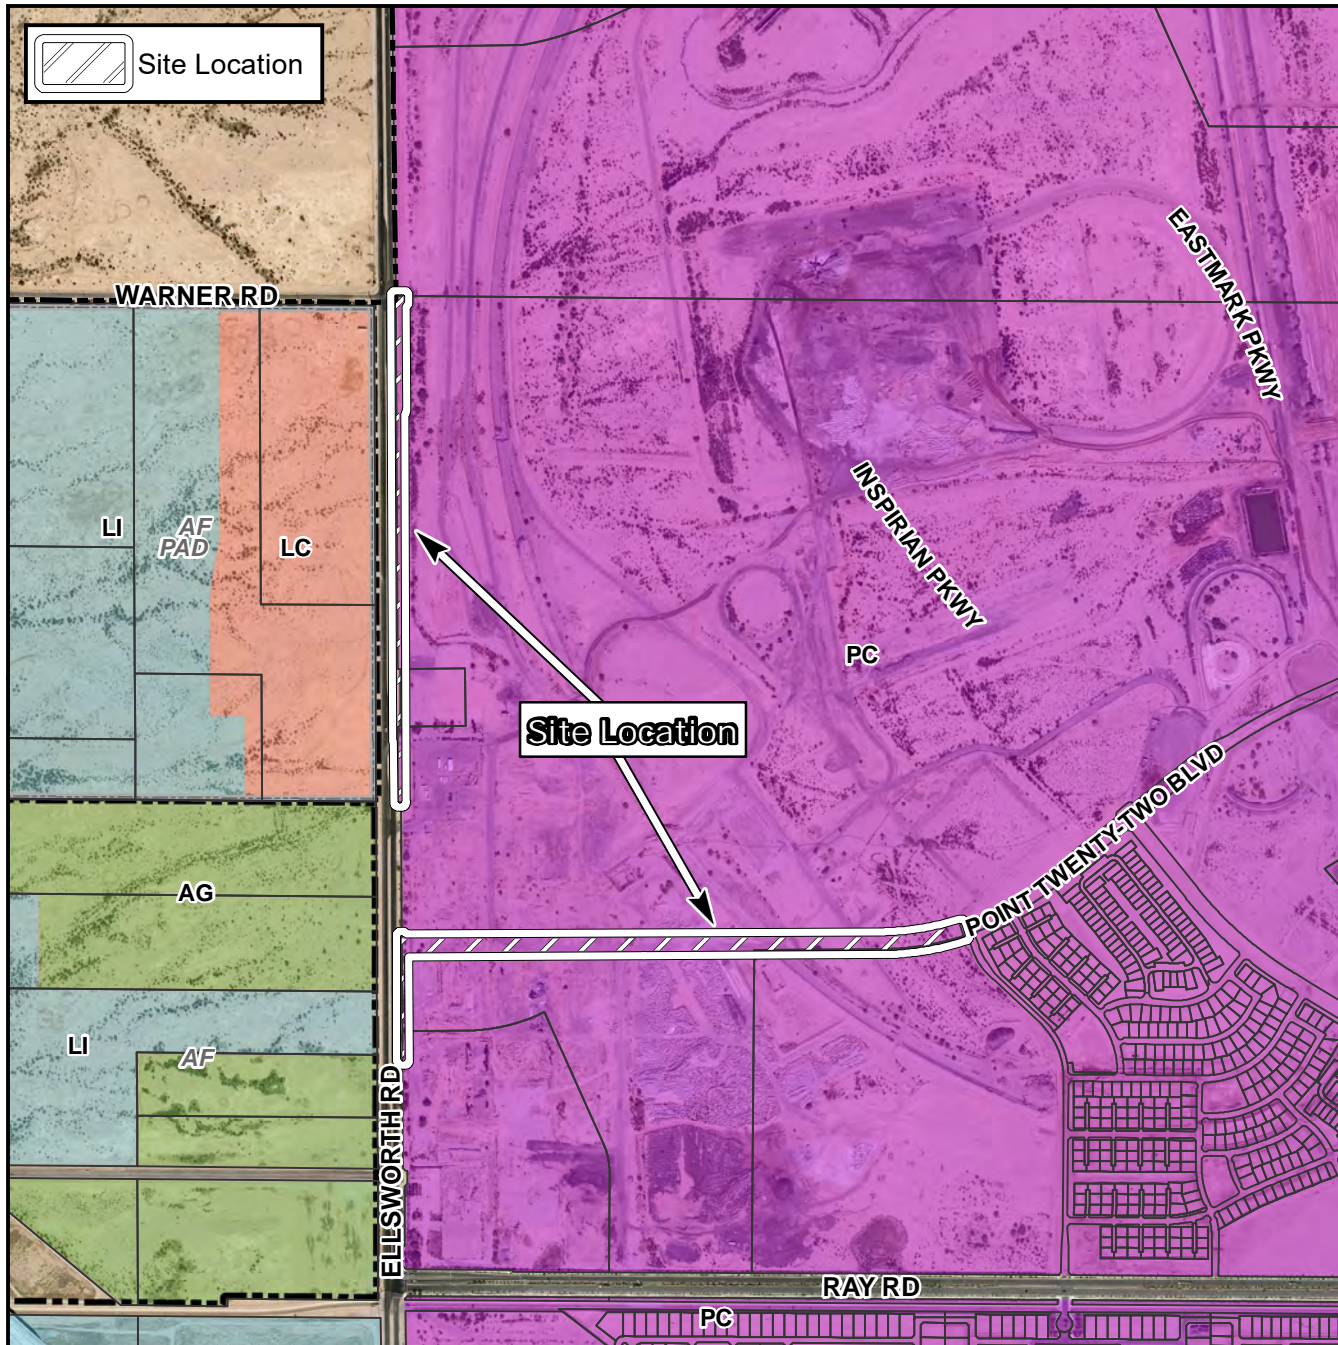 Site Location
WARNER RD
EASTMARK PKWY
INSPIRIAN PKWY
LI
AF
PAD
LC
PC
Site Location
POINT TWENTY-TWO BLVD
AG
LI
AF
ELLSWORTH RD
RAY RD
PC